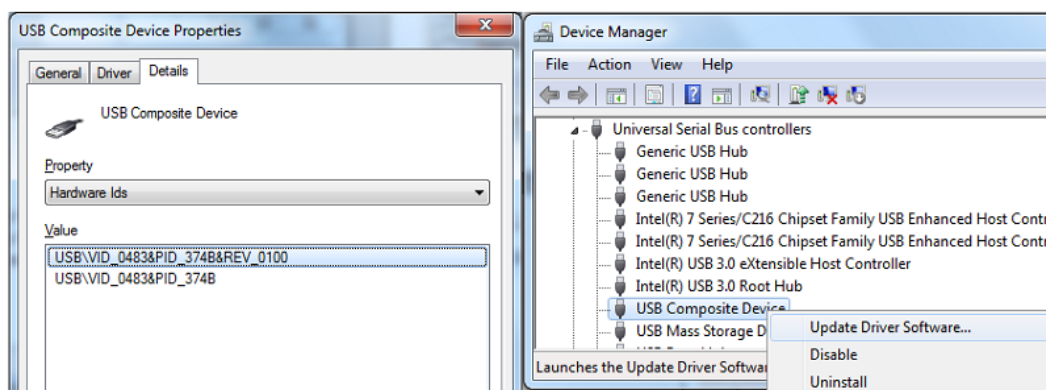 USB Composite Device Properties
General Driver Details
USB Composite Device
Property
Hardware Ids
Value
USB\VID_0483&PID_374B&REV_0100
USB\VID_0483&PID_374B
Device Manager
File Action View Help
Universal Serial Bus controllers
Generic USB Hub
Generic USB Hub
Generic USB Hub
Intel(R) 7 Series/C216 Chipset Family USB Enhanced Host Contr
Intel(R) 7 Series/C216 Chipset Family USB Enhanced Host Contr
Intel(R) USB 3.0 eXtensible Host Controller
Intel(R) USB 3.0 Root Hub
USB Composite Device
USB Mass Storage D
Launches the Update Driver Softwa
Update Driver Software...
Disable
Uninstall